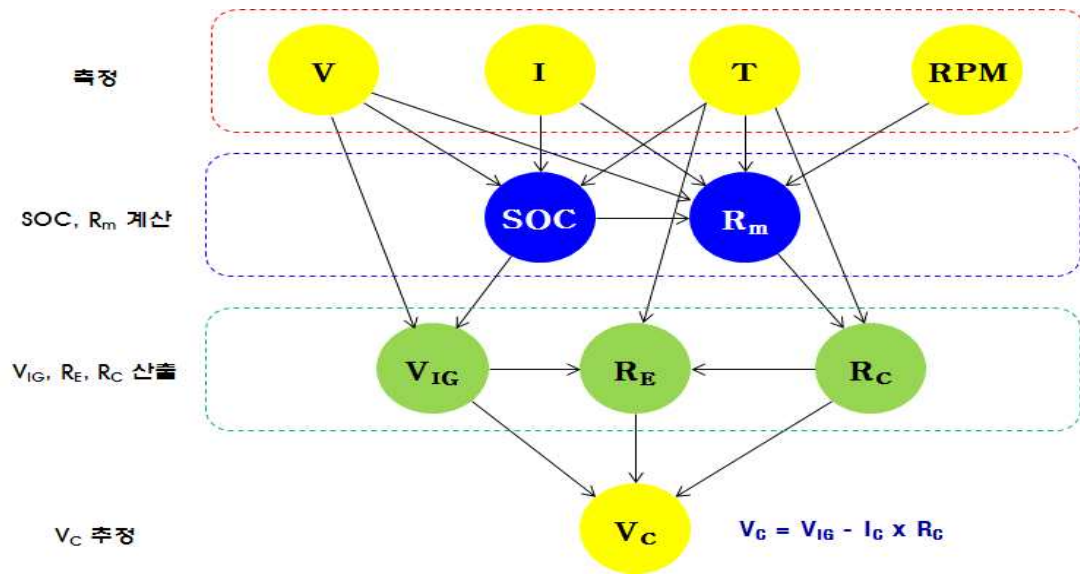 측정
V
I
T
RPM
SOC, Rm 계산
SOC
Rm
VIG, RE, RC 산출
VIG
RE
RC
VC 추정
VC
VC = VIG - IC x RC